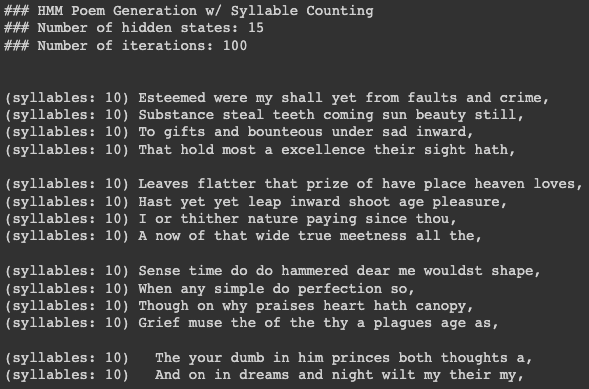 ### HMM Poem Generation w/ Syllable Counting
### Number of hidden states: 15
### Number of iterations: 100
(syllables: 10) Esteemed were my shall yet from faults and crime,
(syllables: 10) Substance steal teeth coming sun beauty still,
(syllables: 10) To gifts and bounteous under sad inward,
(syllables: 10) That hold most a excellence their sight hath,
(syllables: 10) Leaves flatter that prize of have place heaven loves,
(syllables: 10) Hast yet yet leap inward shoot age pleasure,
(syllables: 10) I or thither nature paying since thou,
(syllables: 10) A now of that wide true meetness all the,
(syllables: 10) Sense time do do hammered dear me wouldst shape,
(syllables: 10) When any simple do perfection so,
(syllables: 10) Though on why praises heart hath canopy,
(syllables: 10) Grief muse the of the thy a plagues age as,
(syllables: 10) The your dumb in him princes both thoughts a,
(syllables: 10) And on in dreams and night wilt my their my,